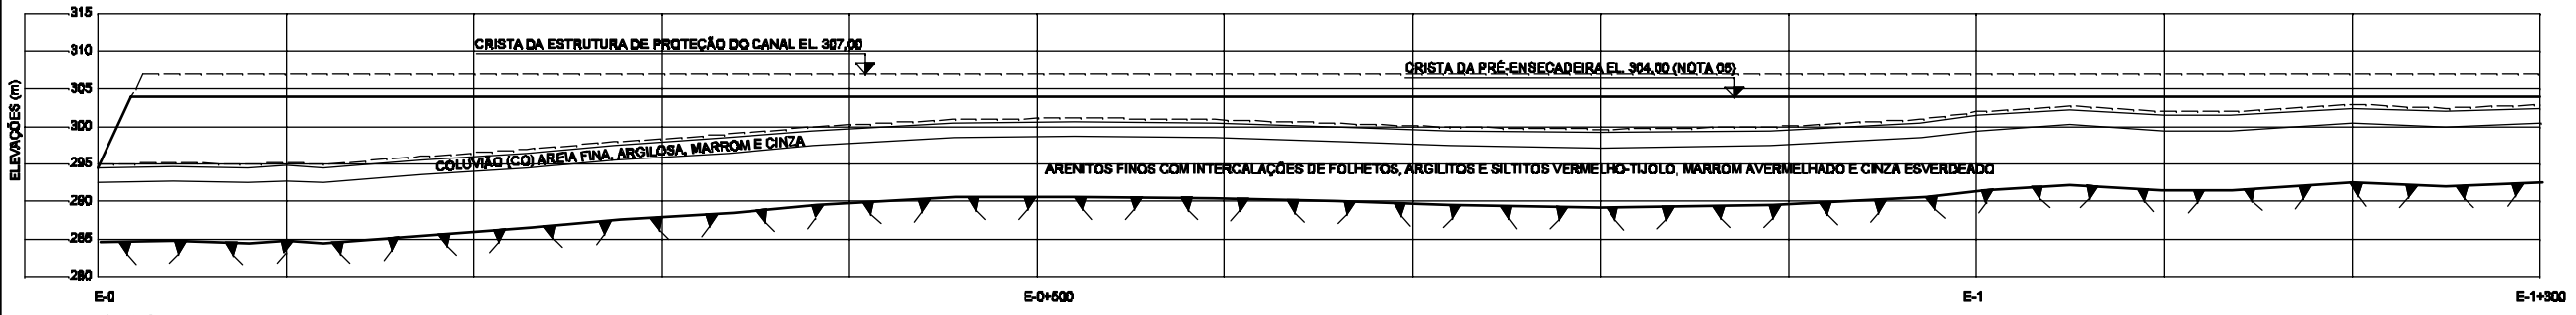 315
CRISTA DA ESTRUTURA DE PROTEÇÃO DO CANAL EL. 307,00
310
CRISTA DA PRÉ-ENSECADEIRA EL. 304,00 (NOTA 05)
305
ELEVAÇÕES (m)
300
COLUVIÃO (CO) AREIA FINA, ARGILOSA, MARROM E CINZA
295
ARENITOS FINOS COM INTERCALAÇÕES DE FOLHETOS, ARGILITOS E SILTITOS VERMELHO-TIJOLO, MARROM AVERMELHADO E CINZA ESVERDEADO
290
285
280
E-0
E-0+500
E-1
E-1+300